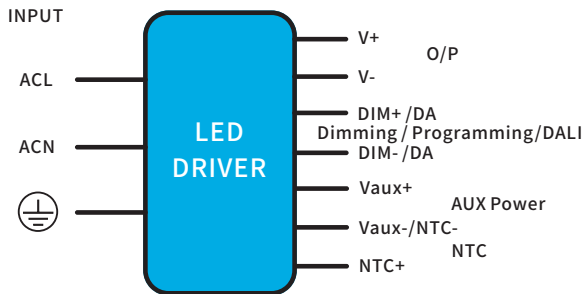 INPUT
ACL
ACN
LED
DRIVER
V+
O/P
V-
DIM+ /DA
Dimming / Programming/DALI
DIM- /DA
Vaux+
AUX Power
Vaux-/NTC-
NTC
NTC+